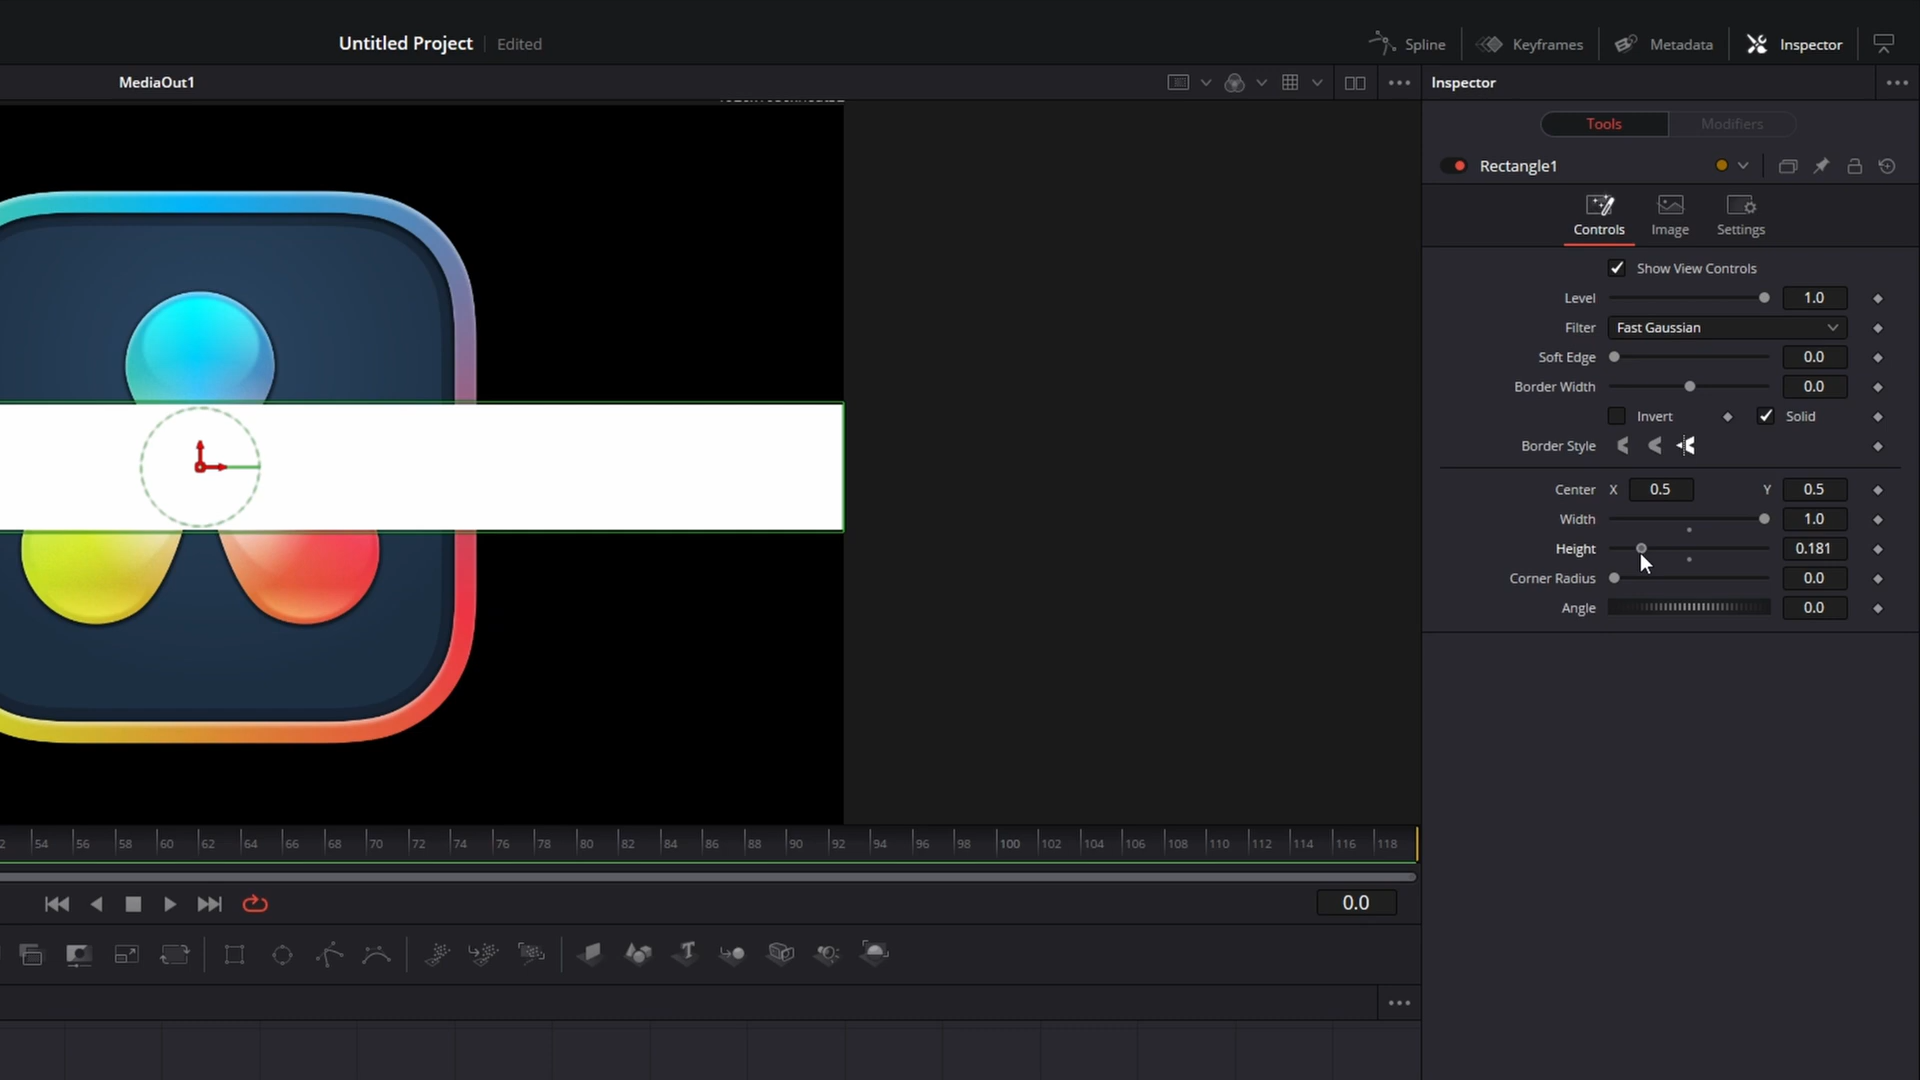 Untitled Project Edited Spline Keyframes Metadata Inspector
MediaOut1 Inspector
Tools Modifiers
Rectangle1
Controls Image Settings
Show View Controls
Level 1.0
Filter Fast Gaussian
Soft Edge 0.0
Border Width 0.0
Invert Solid
Border Style
Center X 0.5 Y 0.5
Width 1.0
Height 0.181
Corner Radius 0.0
Angle 0.0
54 56 58 60 62 64 66 68 70 72 74 76 78 80 82 84 86 88 90 92 94 96 98 100 102 104 106 108 110 112 114 116 118
0.0